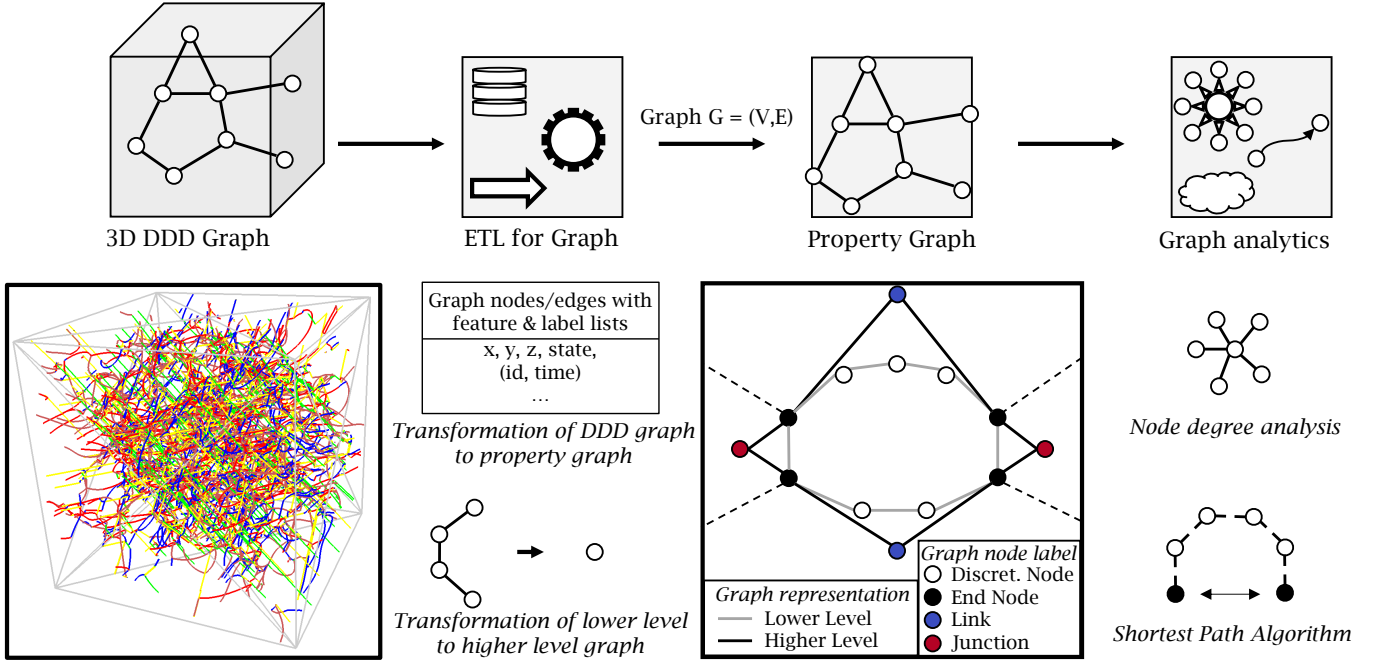 Graph G = (V,E)
3D DDD Graph
ETL for Graph
Property Graph
Graph analytics
Graph nodes/edges with
feature & label lists
x, y, z, state,
(id, time)
...
Transformation of DDD graph
to property graph
Transformation of lower level
to higher level graph
Graph representation
Lower Level
Higher Level
Graph node label
Discret. Node
End Node
Link
Junction
Node degree analysis
Shortest Path Algorithm